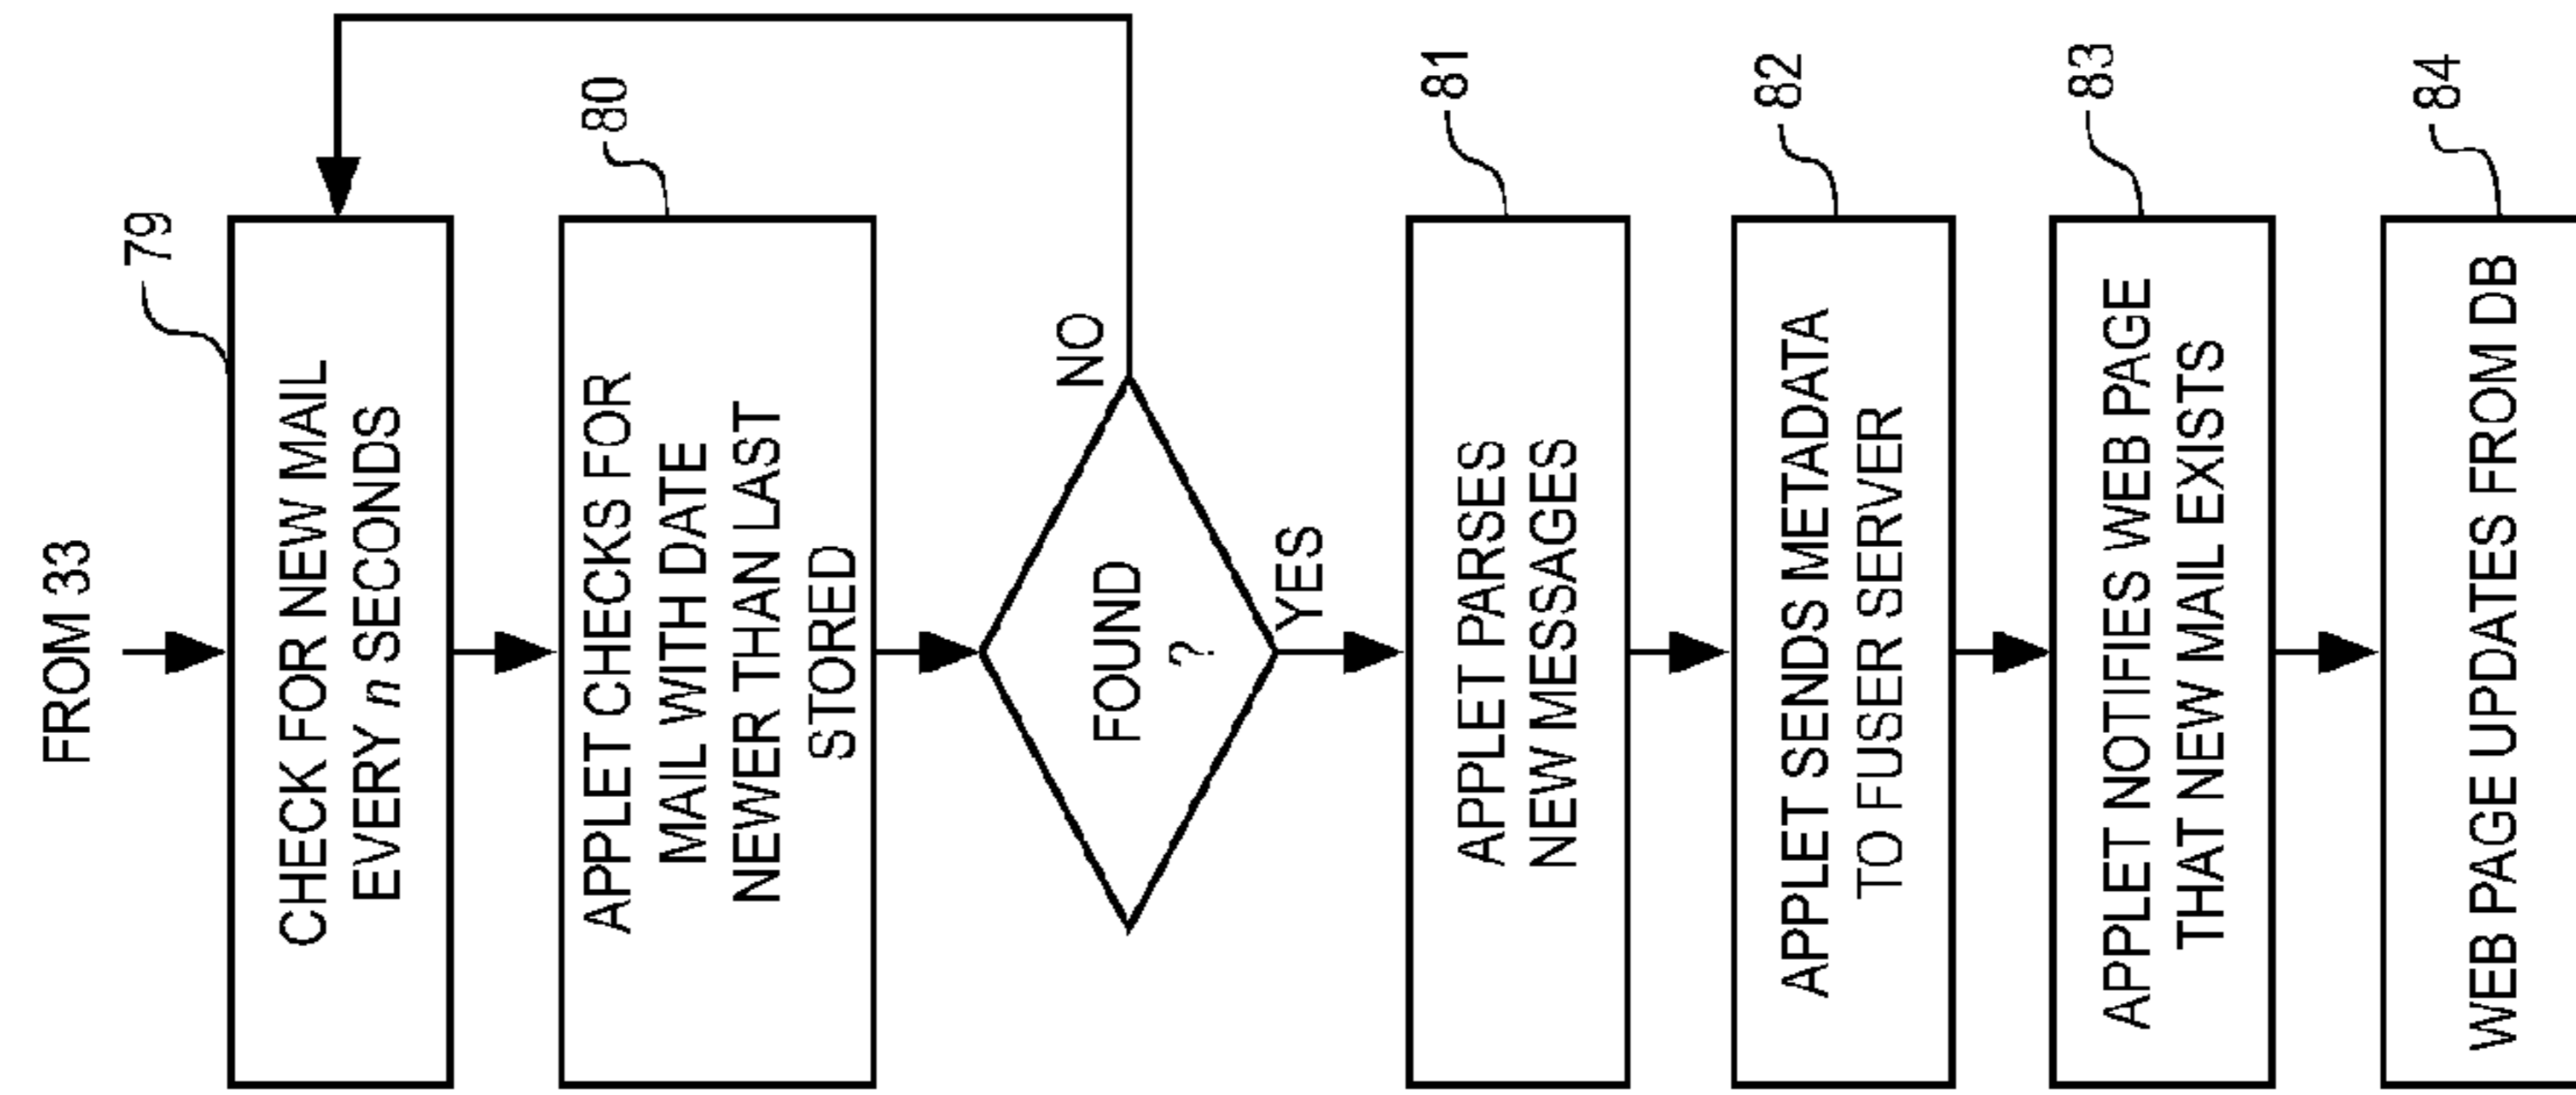 FROM 33
79
CHECK FOR NEW MAIL
EVERY n SECONDS
80
APPLET CHECKS FOR
MAIL WITH DATE
NEWER THAN LAST
STORED
FOUND
?
NO
YES
81
APPLET PARSES
NEW MESSAGES
82
APPLET SENDS METADATA
TO FUSER SERVER
83
APPLET NOTIFIES WEB PAGE
THAT NEW MAIL EXISTS
84
WEB PAGE UPDATES FROM DB